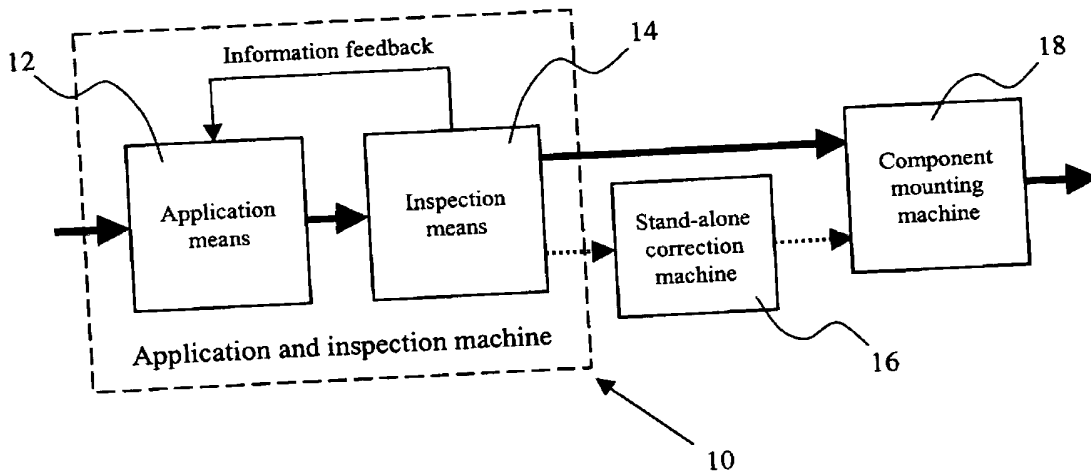 Information feedback
12
14
18
Application
means
Inspection
means
Stand-alone
correction
machine
Component
mounting
machine
Application and inspection machine
16
10